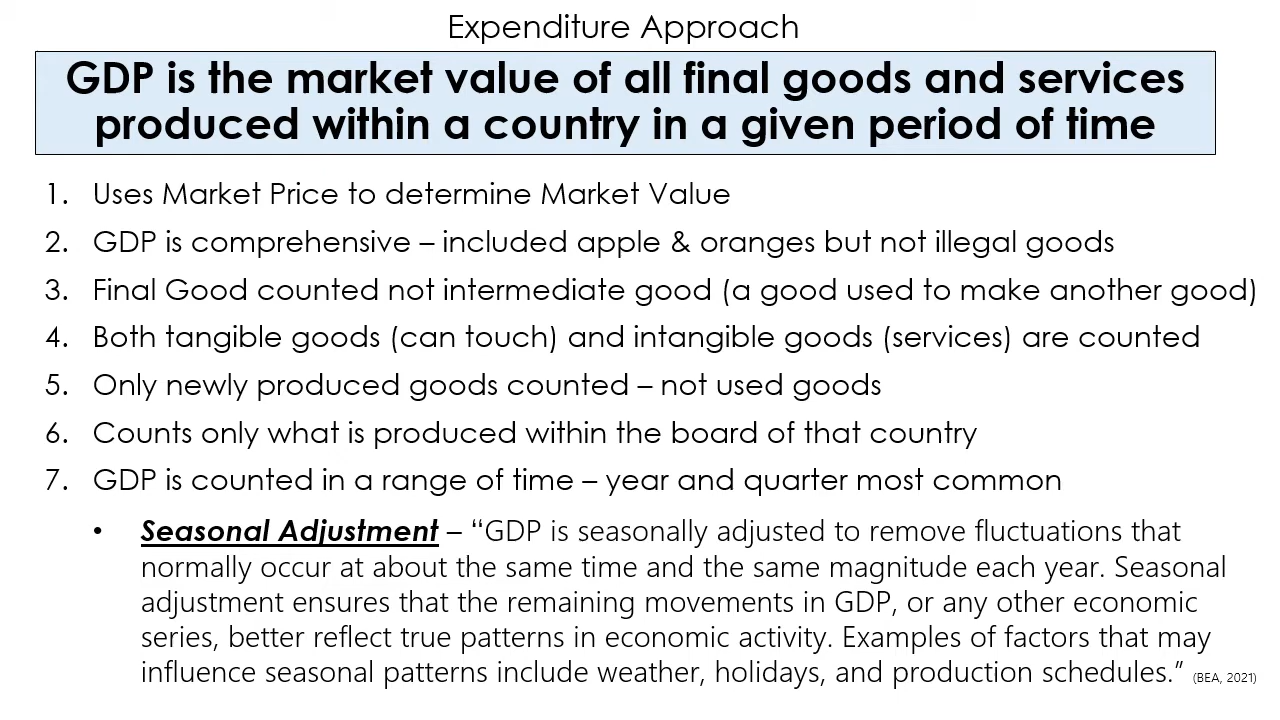 Expenditure Approach
GDP is the market value of all final goods and services
produced within a country in a given period of time
1. Uses Market Price to determine Market Value
2. GDP is comprehensive – included apple & oranges but not illegal goods
3. Final Good counted not intermediate good (a good used to make another good)
4. Both tangible goods (can touch) and intangible goods (services) are counted
5. Only newly produced goods counted – not used goods
6. Counts only what is produced within the board of that country
7. GDP is counted in a range of time – year and quarter most common
• Seasonal Adjustment – “GDP is seasonally adjusted to remove fluctuations that
normally occur at about the same time and the same magnitude each year. Seasonal
adjustment ensures that the remaining movements in GDP, or any other economic
series, better reflect true patterns in economic activity. Examples of factors that may
influence seasonal patterns include weather, holidays, and production schedules.” (BEA, 2021)